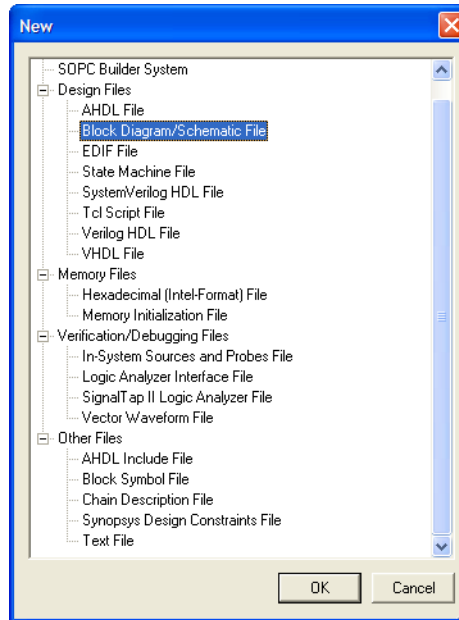 New
SOPC Builder System
Design Files
AHDL File
Block Diagram/Schematic File
EDIF File
State Machine File
SystemVerilog HDL File
Tcl Script File
Verilog HDL File
VHDL File
Memory Files
Hexadecimal (Intel-Format) File
Memory Initialization File
Verification/Debugging Files
In-System Sources and Probes File
Logic Analyzer Interface File
SignalTap II Logic Analyzer File
Vector Waveform File
Other Files
AHDL Include File
Block Symbol File
Chain Description File
Synopsys Design Constraints File
Text File
OK Cancel